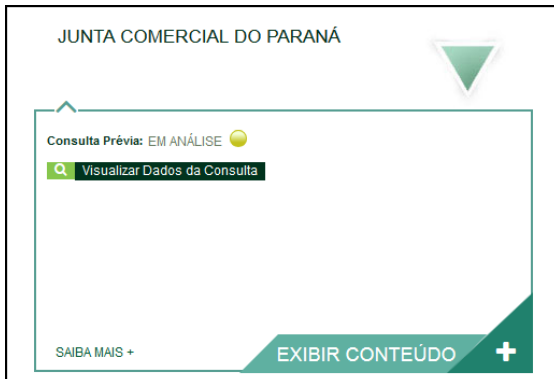 JUNTA COMERCIAL DO PARANÁ
Consulta Prévia: EM ANÁLISE
Visualizar Dados da Consulta
SAIBA MAIS +
EXIBIR CONTEÚDO +